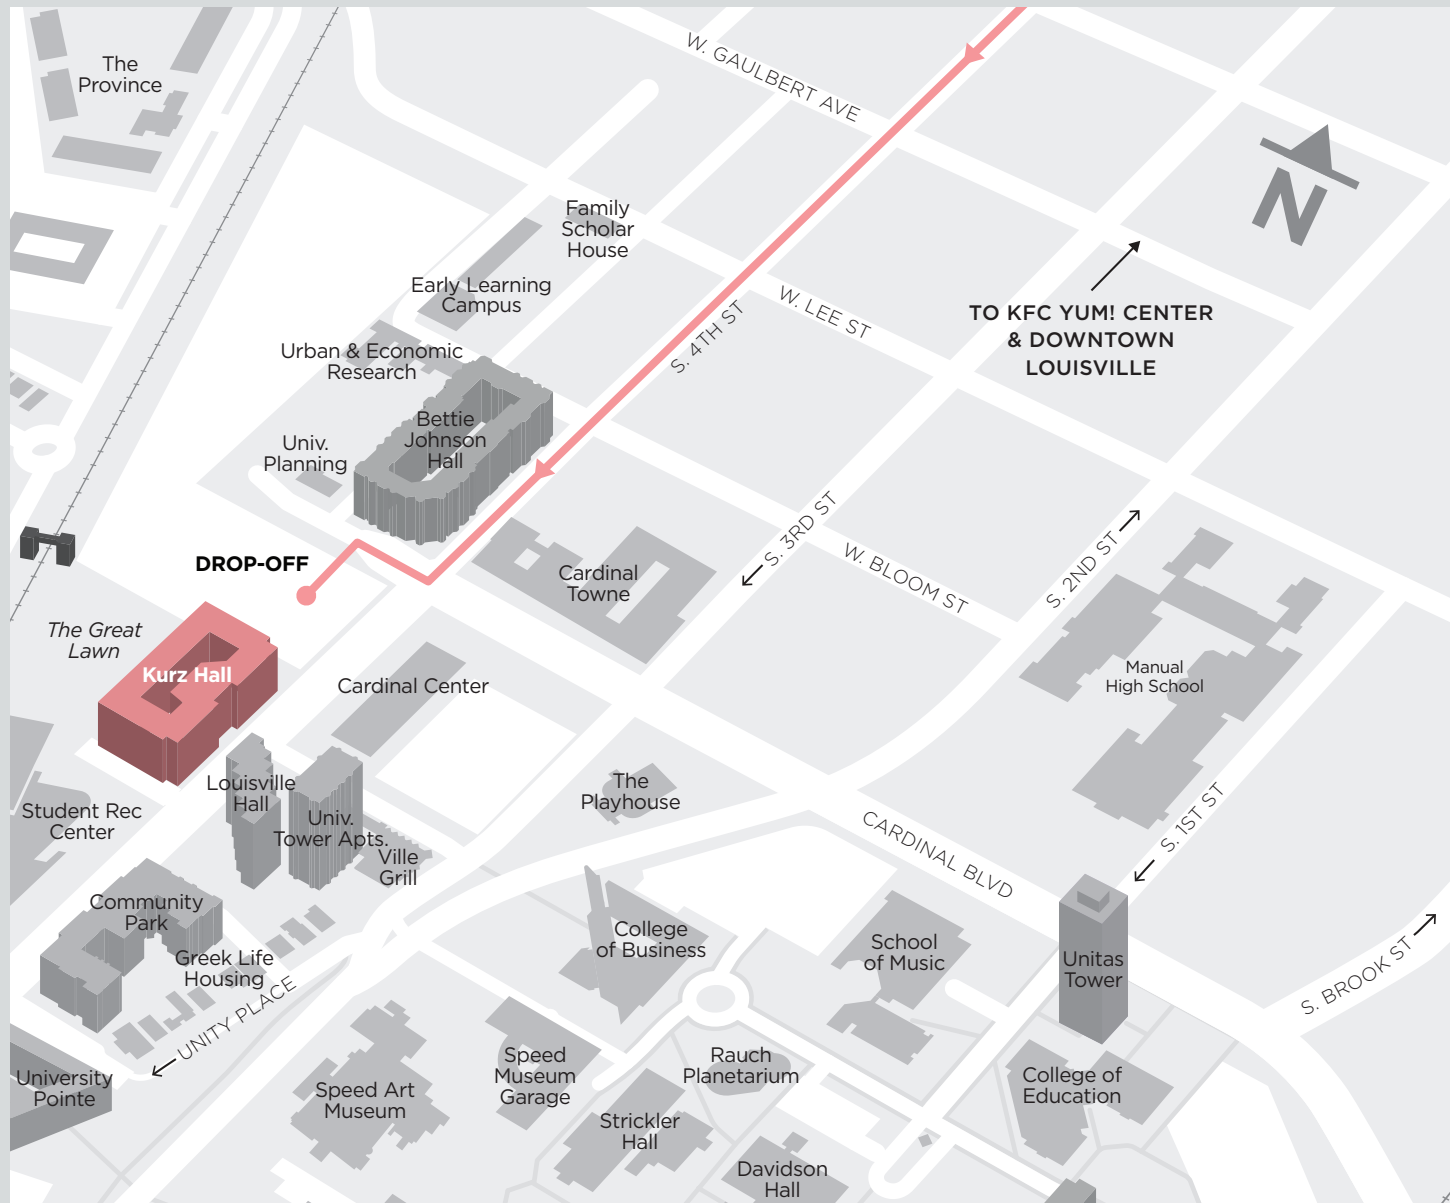 W. GAULBERT AVE
The
Province
N
Family
Scholar
House
Early Learning
Campus
W. LEE ST
TO KFC YUM! CENTER
& DOWNTOWN
LOUISVILLE
S. 4TH ST
Urban & Economic
Research
Bettie
Johnson
Hall
Univ.
Planning
S. 3RD ST
W. BLOOM ST
S. 2ND ST
DROP-OFF
Cardinal
Towne
The Great
Lawn
Kurz Hall
Cardinal Center
Manual
High School
Louisville
Hall
Univ.
Tower Apts.
The
Playhouse
Student Rec
Center
Ville
Grill
S. 1ST ST
CARDINAL BLVD
Community
Park
Greek Life
Housing
College
of Business
School
of Music
Unitas
Tower
S. BROOK ST
UNITY PLACE
University
Pointe
Speed Art
Museum
Speed
Museum
Garage
Rauch
Planetarium
College of
Education
Strickler
Hall
Davidson
Hall